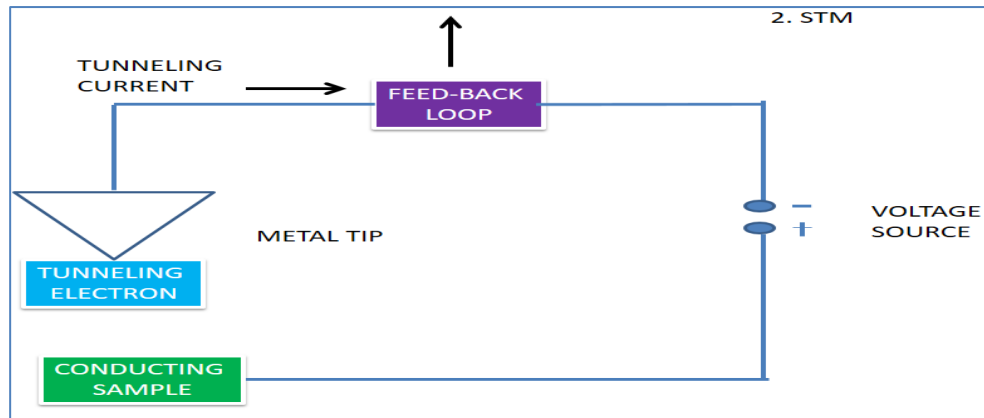 2. STM
TUNNELING
CURRENT
FEED-BACK
LOOP
METAL TIP
−
+
VOLTAGE
SOURCE
TUNNELING
ELECTRON
CONDUCTING
SAMPLE